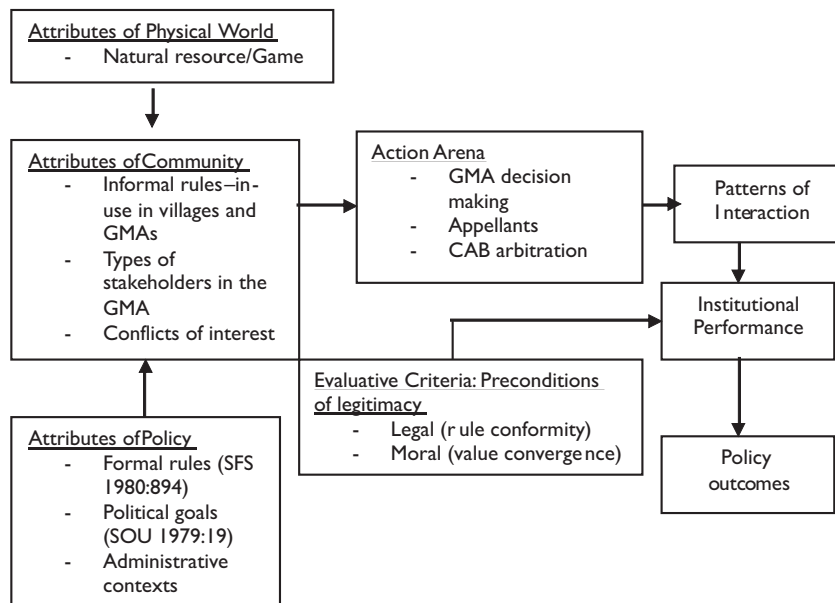 Attributes of Physical World
- Natural resource/Game
Attributes of Community
- Informal rules–in-
use in villages and
GMAs
- Types of
stakeholders in the
GMA
- Conflicts of interest
Attributes of Policy
- Formal rules (SFS
1980:894)
- Political goals
(SOU 1979:19)
- Administrative
contexts
Action Arena
- GMA decision
making
- Appellants
- CAB arbitration
Evaluative Criteria: Preconditions
of legitimacy
- Legal (rule conformity)
- Moral (value convergence)
Patterns of
Interaction
Institutional
Performance
Policy
outcomes